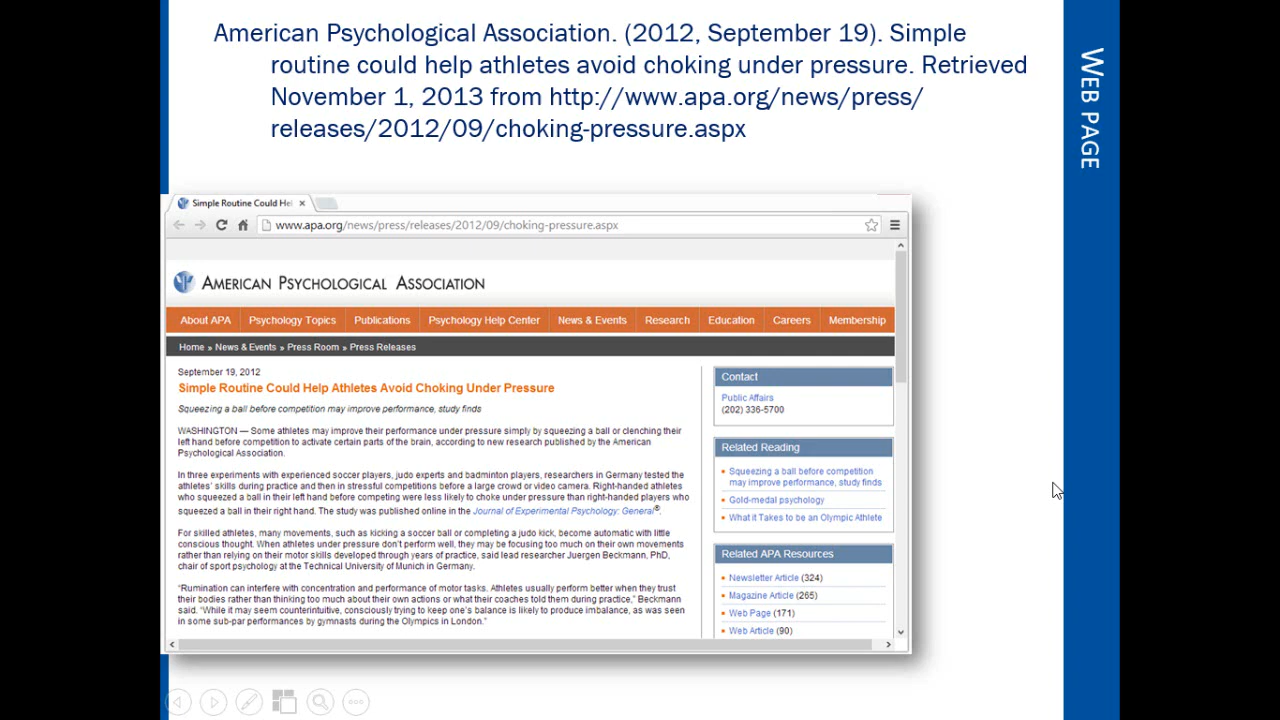 American Psychological Association. (2012, September 19). Simple
routine could help athletes avoid choking under pressure. Retrieved
November 1, 2013 from http://www.apa.org/news/press/
releases/2012/09/choking-pressure.aspx
WEB PAGE
Simple Routine Could Hel
www.apa.org/news/press/releases/2012/09/choking-pressure.aspx
AMERICAN PSYCHOLOGICAL ASSOCIATION
About APA Psychology Topics Publications Psychology Help Center News & Events Research Education Careers Membership
Home » News & Events » Press Room » Press Releases
September 19, 2012
Simple Routine Could Help Athletes Avoid Choking Under Pressure
Squeezing a ball before competition may improve performance, study finds
WASHINGTON — Some athletes may improve their performance under pressure simply by squeezing a ball or clenching their
left hand before competition to activate certain parts of the brain, according to new research published by the American
Psychological Association.
In three experiments with experienced soccer players, judo experts and badminton players, researchers in Germany tested the
athletes' skills during practice and then in stressful competitions before a large crowd or video camera. Right-handed athletes
who squeezed a ball in their left hand before competing were less likely to choke under pressure than right-handed players who
squeezed a ball in their right hand. The study was published online in the Journal of Experimental Psychology: General®.
For skilled athletes, many movements, such as kicking a soccer ball or completing a judo kick, become automatic with little
conscious thought. When athletes under pressure don't perform well, they may be focusing too much on their own movements
rather than relying on their motor skills developed through years of practice, said lead researcher Juergen Beckmann, PhD,
chair of sport psychology at the Technical University of Munich in Germany.
"Rumination can interfere with concentration and performance of motor tasks. Athletes usually perform better when they trust
their bodies rather than thinking too much about their own actions or what their coaches told them during practice," Beckmann
said. "While it may seem counterintuitive, consciously trying to keep one's balance is likely to produce imbalance, as was seen
in some sub-par performances by gymnasts during the Olympics in London."
Contact
Public Affairs
(202) 336-5700
Related Reading
Squeezing a ball before competition
may improve performance, study finds
Gold-medal psychology
What it Takes to be an Olympic Athlete
Related APA Resources
Newsletter Article (324)
Magazine Article (265)
Web Page (171)
Web Article (90)